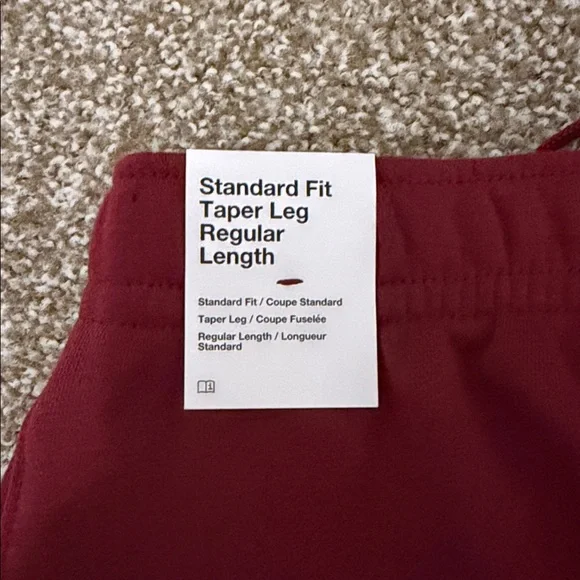 Standard Fit
Taper Leg
Regular
Length
Standard Fit / Coupe Standard
Taper Leg / Coupe Fuselée
Regular Length / Longueur
Standard